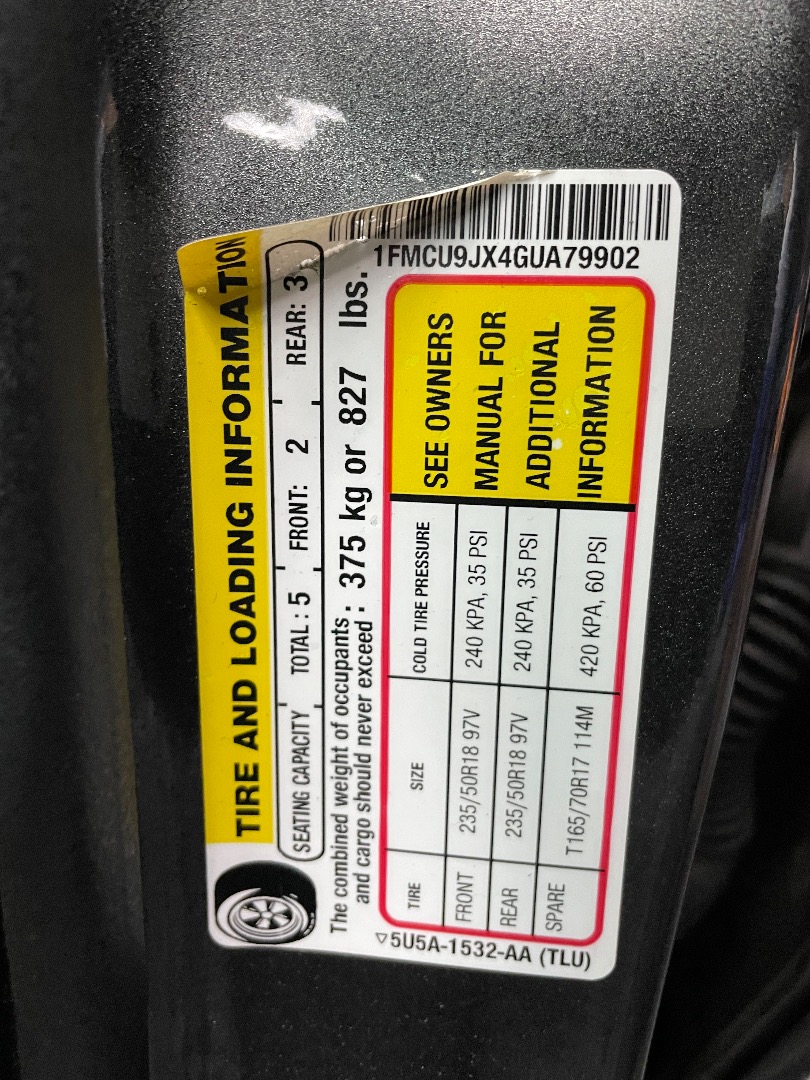 TIRE AND LOADING INFORMATION
SEATING CAPACITY TOTAL: 5 FRONT: 2 REAR: 3
The combined weight of occupants
and cargo should never exceed : 375 kg or 827 lbs.
TIRE SIZE COLD TIRE PRESSURE
FRONT 235/50R18 97V 240 KPA, 35 PSI
REAR 235/50R18 97V 240 KPA, 35 PSI
SPARE T165/70R17 114M 420 KPA, 60 PSI
SEE OWNERS
MANUAL FOR
ADDITIONAL
INFORMATION
5U5A-1532-AA (TLU)
1FMCU9JX4GUA79902